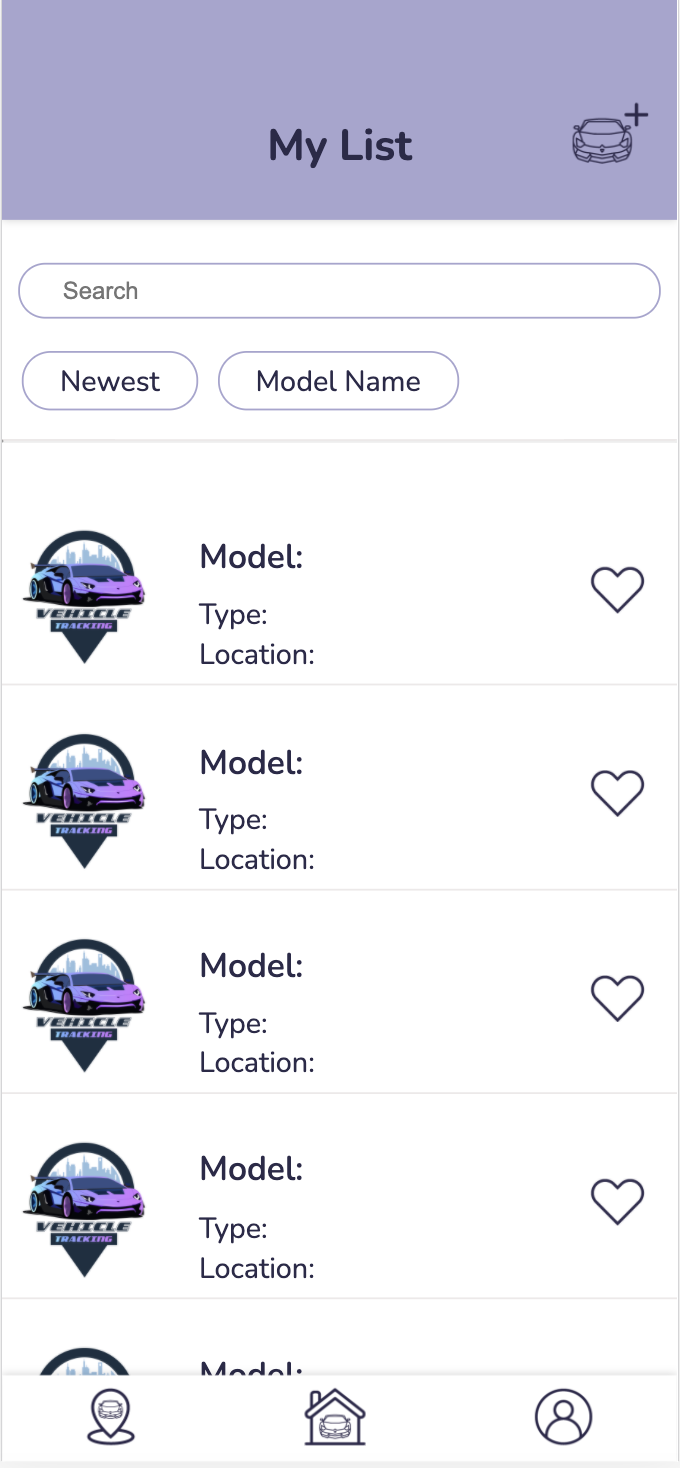 My List
Search
Newest
Model Name
Model:
VEHICLE
TRACKING
Type:
Location:
Model:
VEHICLE
TRACKING
Type:
Location:
Model:
VEHICLE
TRACKING
Type:
Location:
Model:
VEHICLE
TRACKING
Type:
Location:
Model: